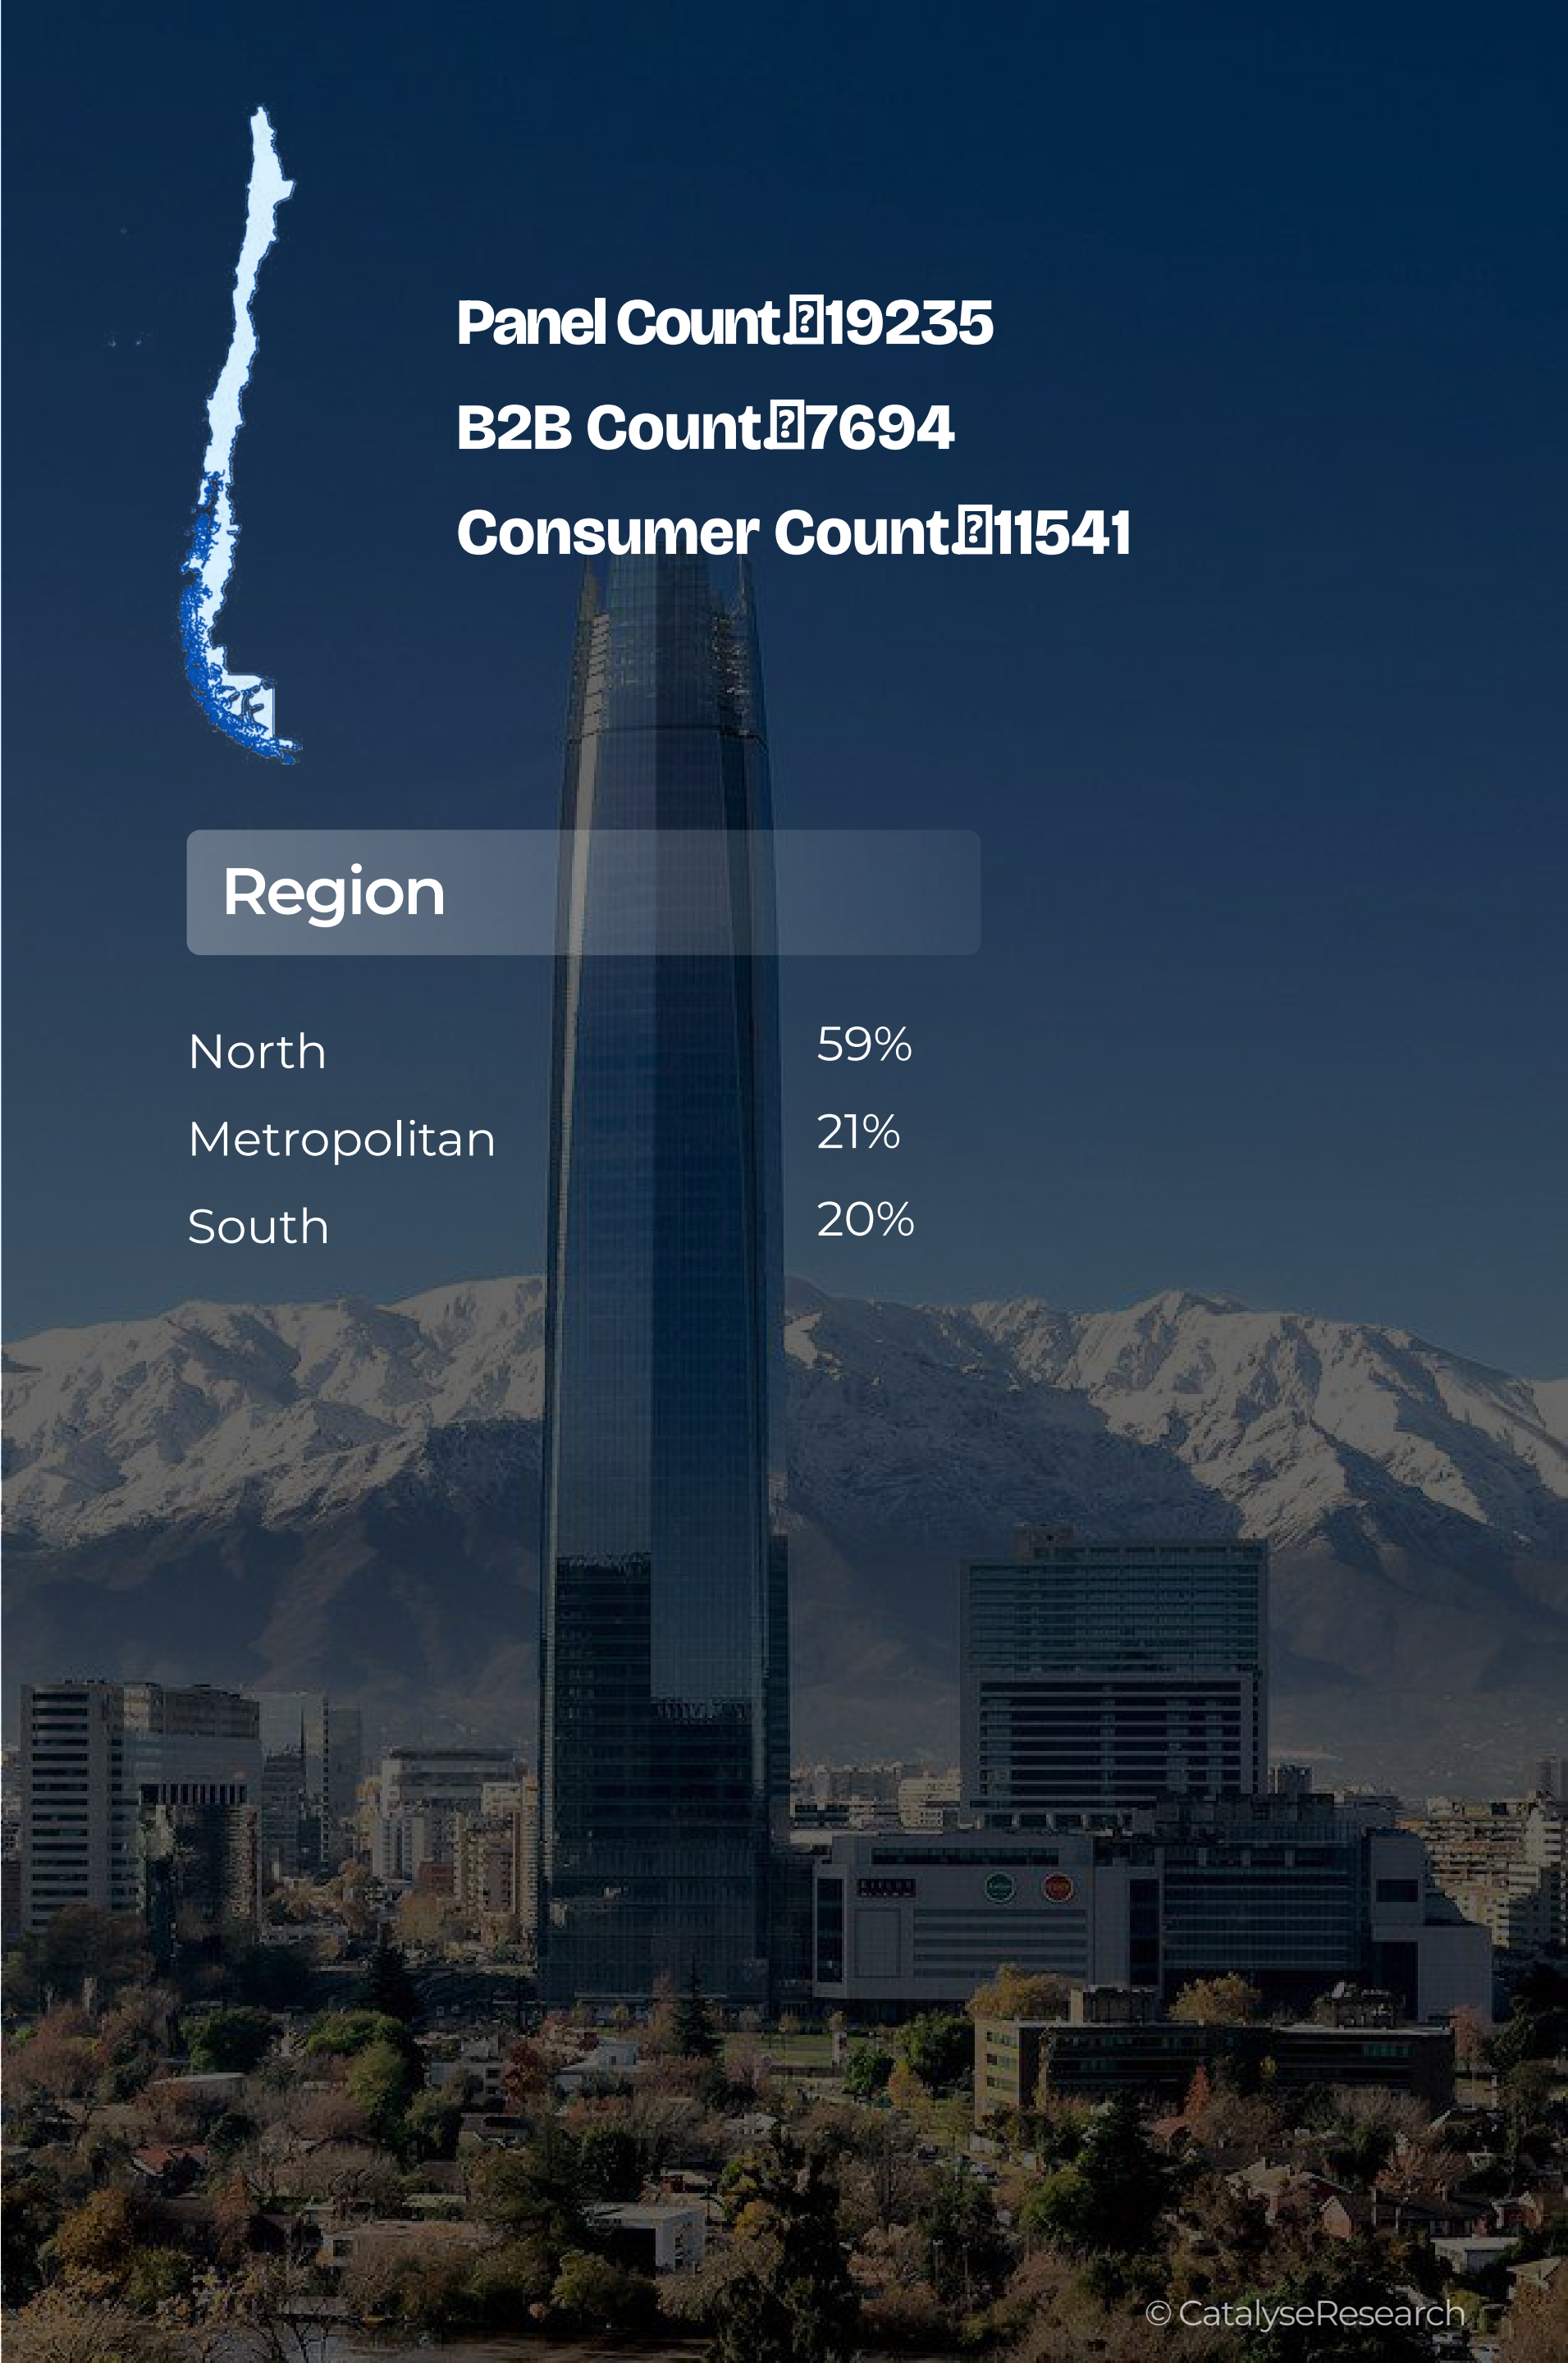 Panel Count.�19235
B2B Count.�7694
Consumer Count.�11541
Region
North 59%
Metropolitan 21%
South 20%
© CatalyseResearch